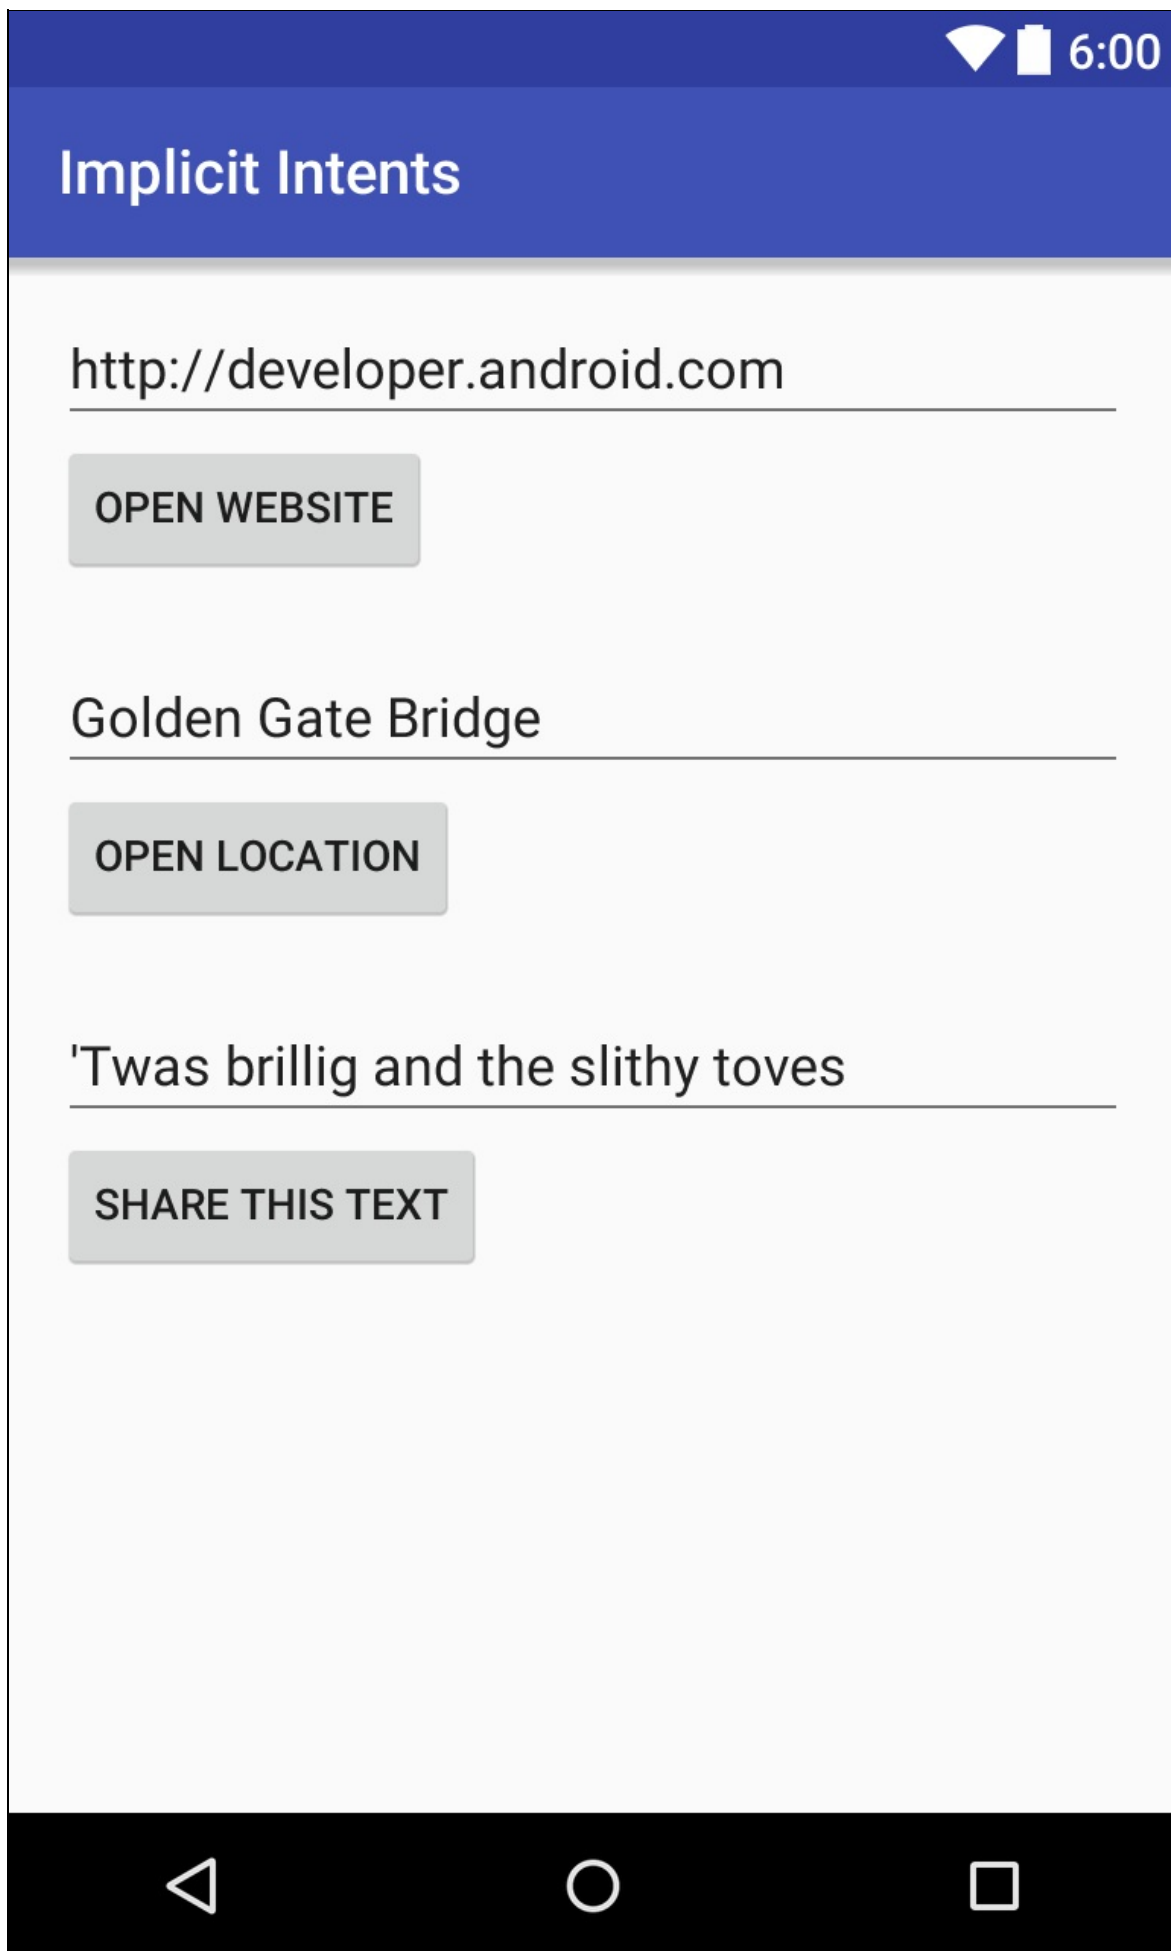 6:00
Implicit Intents
http://developer.android.com
OPEN WEBSITE
Golden Gate Bridge
OPEN LOCATION
'Twas brillig and the slithy toves
SHARE THIS TEXT